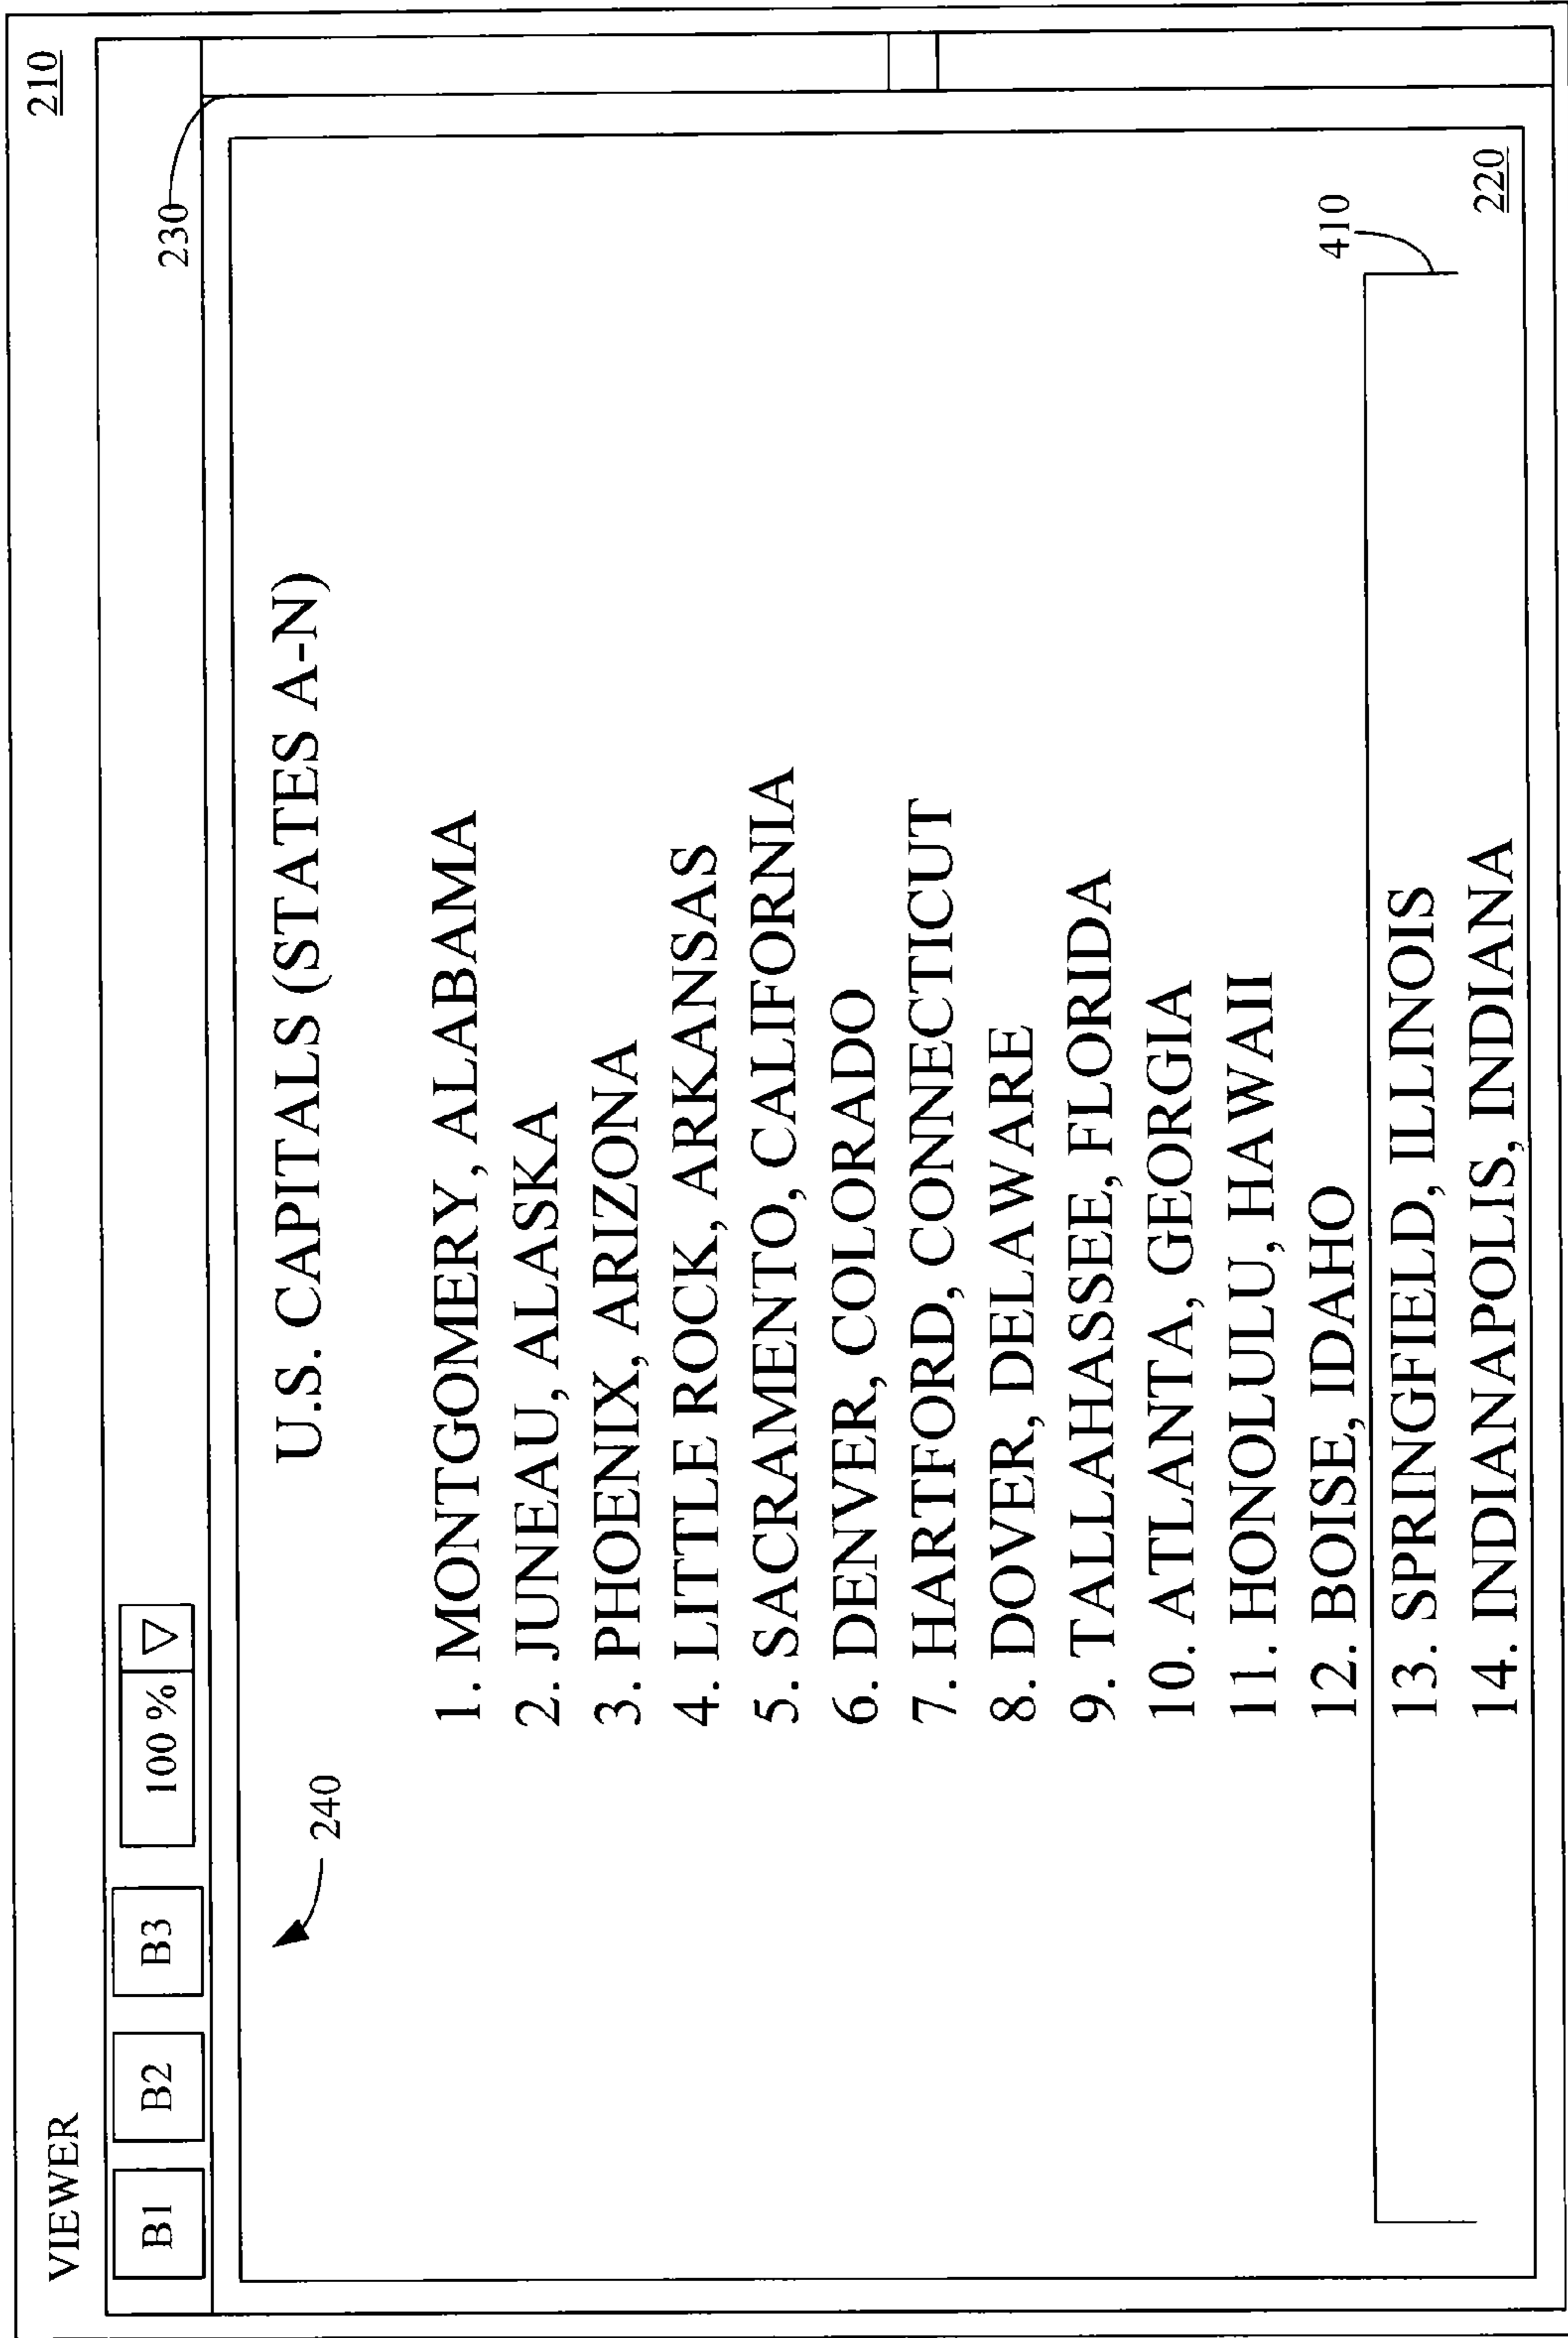 VIEWER 210
B1 B2 B3 100 %
230
240
U.S. CAPITALS (STATES A-N)
1. MONTGOMERY, ALABAMA
2. JUNEAU, ALASKA
3. PHOENIX, ARIZONA
4. LITTLE ROCK, ARKANSAS
5. SACRAMENTO, CALIFORNIA
6. DENVER, COLORADO
7. HARTFORD, CONNECTICUT
8. DOVER, DELAWARE
9. TALLAHASSEE, FLORIDA
10. ATLANTA, GEORGIA
11. HONOLULU, HAWAII
12. BOISE, IDAHO
410
13. SPRINGFIELD, ILLINOIS
14. INDIANAPOLIS, INDIANA
220